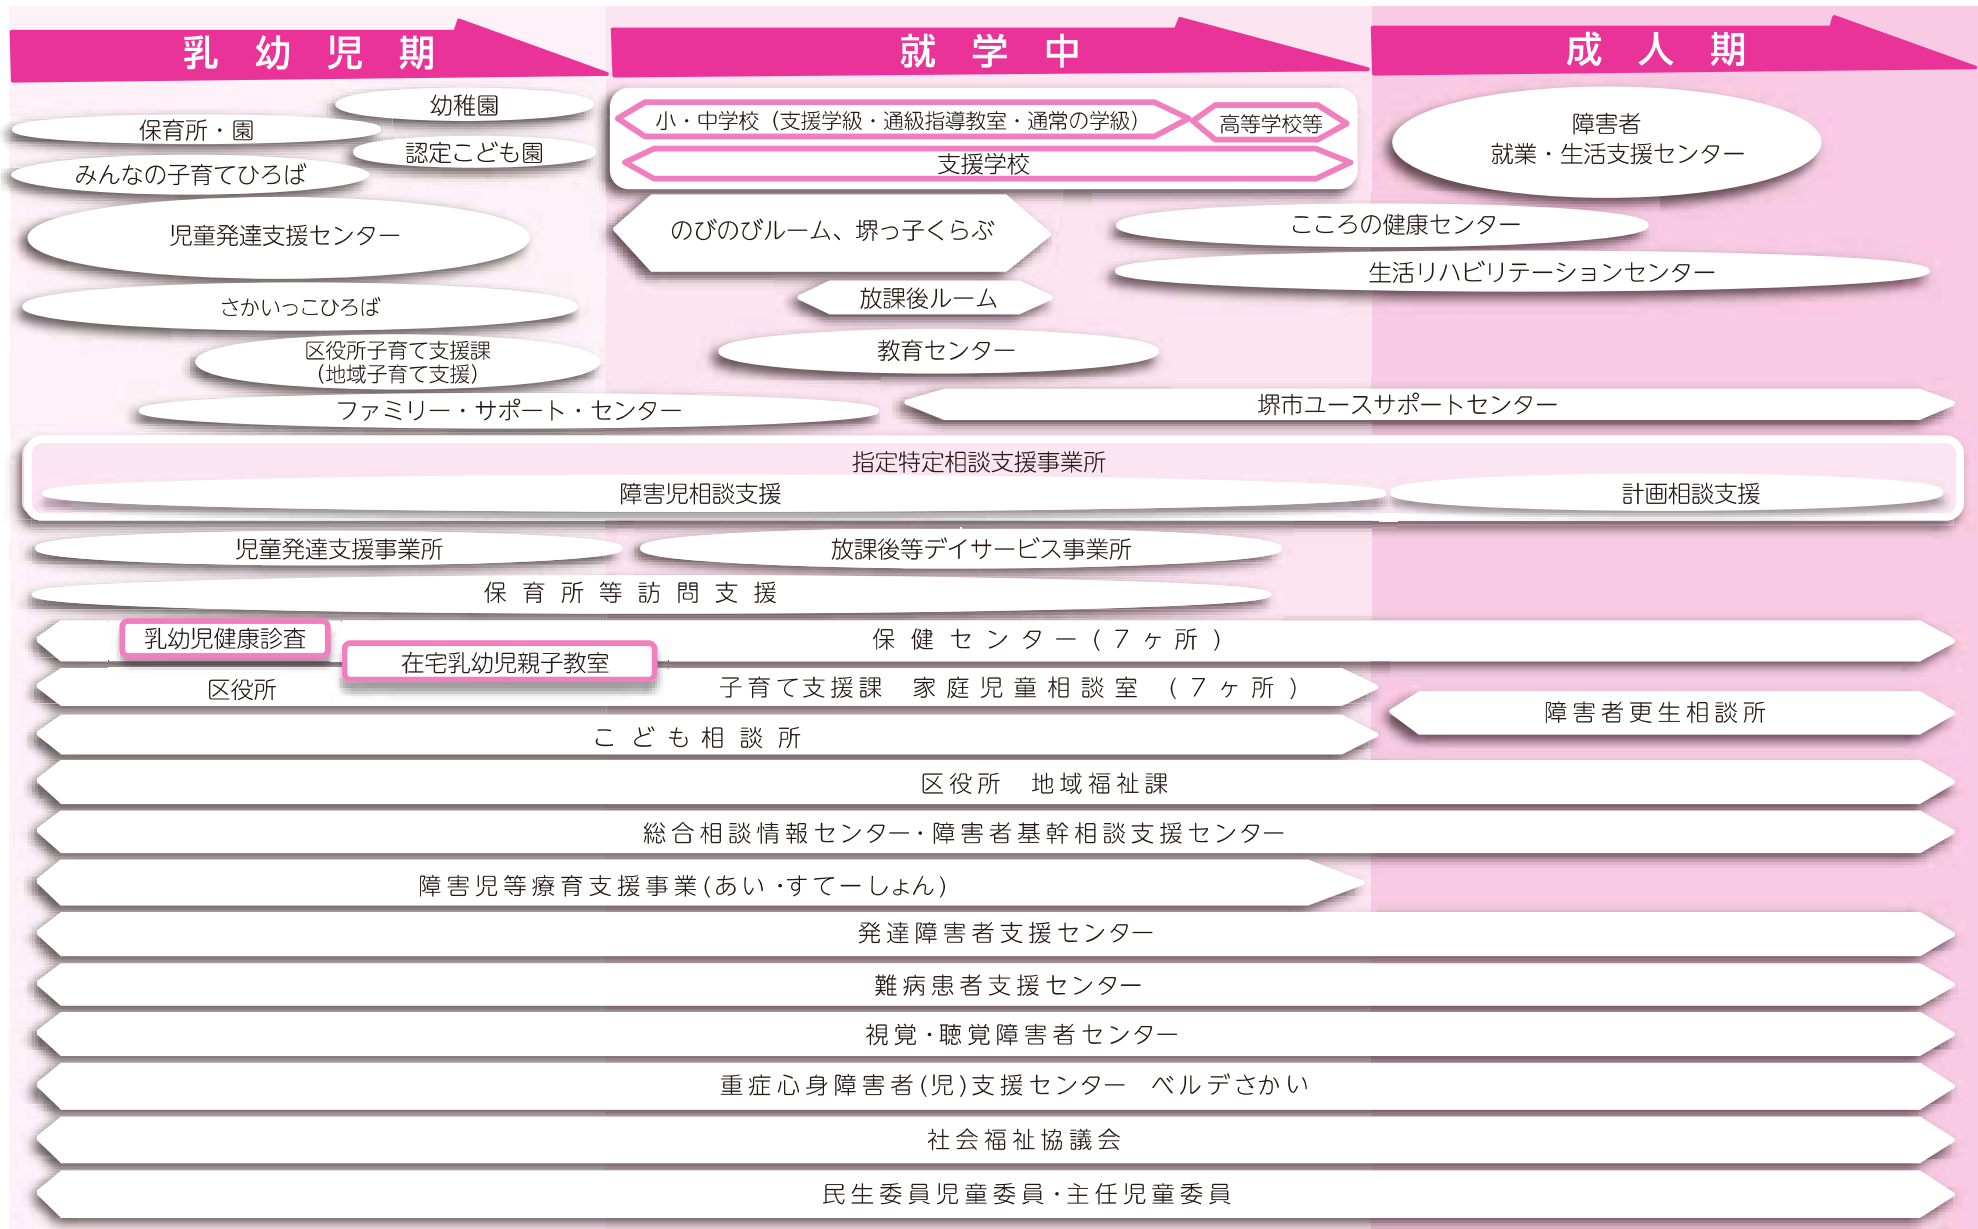 乳幼児期
就学中
成人期
幼稚園
保育所・園
認定こども園
みんなの子育てひろば
小・中学校（支援学級・通級指導教室・通常の学級）
高等学校等
支援学校
障害者
就業・生活支援センター
児童発達支援センター
のびのびルーム、堺っ子くらぶ
こころの健康センター
生活リハビリテーションセンター
さかいっこひろば
放課後ルーム
区役所子育て支援課
（地域子育て支援）
教育センター
ファミリー・サポート・センター
堺市ユースサポートセンター
指定特定相談支援事業所
障害児相談支援
計画相談支援
児童発達支援事業所
放課後等デイサービス事業所
保育所等訪問支援
乳幼児健康診査
保健センター(7ヶ所)
在宅乳幼児親子教室
区役所
子育て支援課 家庭児童相談室 (7ヶ所)
障害者更生相談所
こども相談所
区役所 地域福祉課
総合相談情報センター・障害者基幹相談支援センター
障害児等療育支援事業(あい・すてーしょん)
発達障害者支援センター
難病患者支援センター
視覚・聴覚障害者センター
重症心身障害者(児)支援センター ベルデさかい
社会福祉協議会
民生委員児童委員・主任児童委員